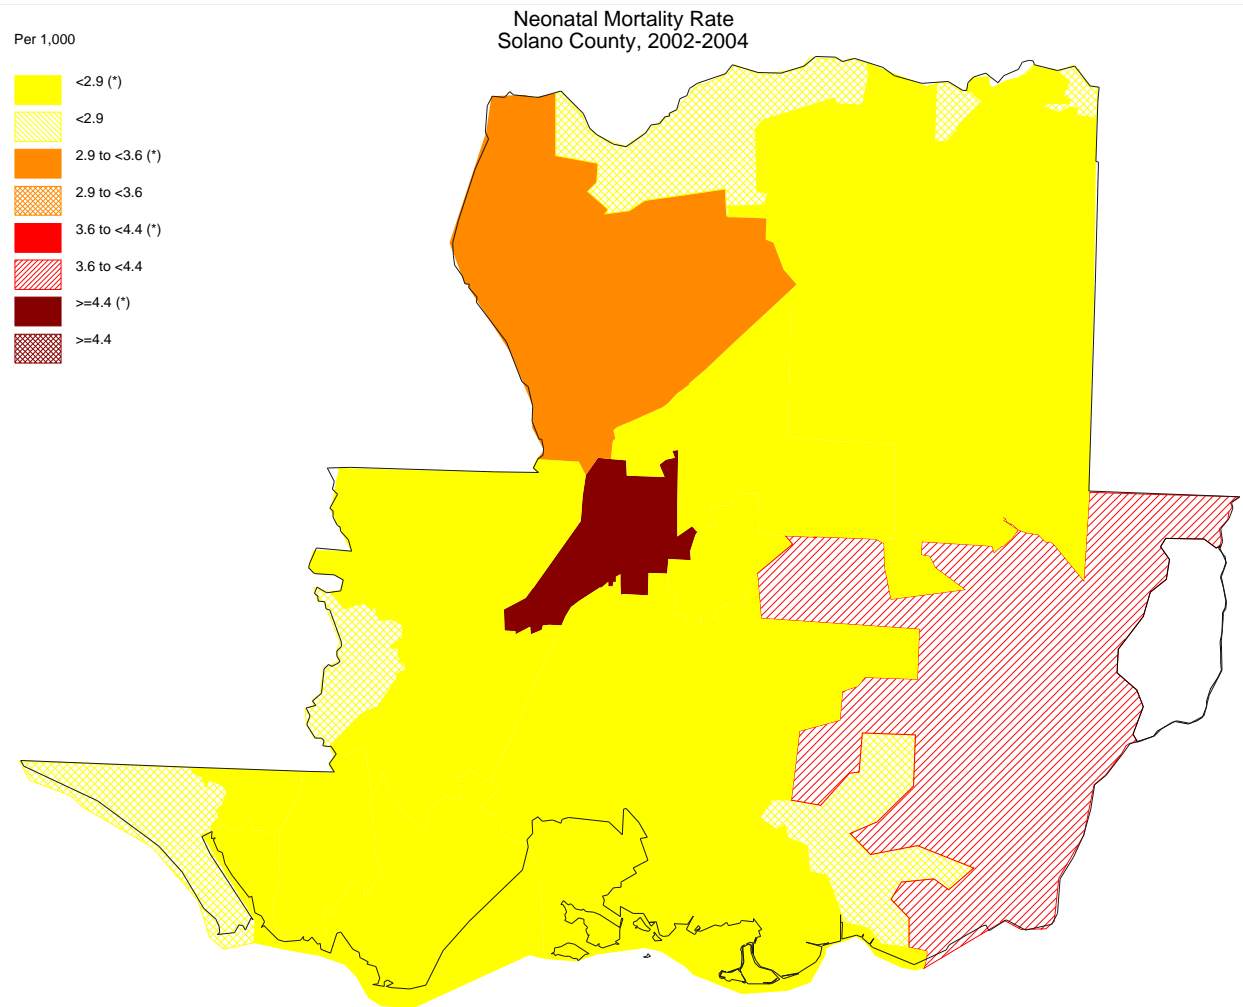 Neonatal Mortality Rate
Solano County, 2002-2004
Per 1,000
<2.9 (*)
<2.9
2.9 to <3.6 (*)
2.9 to <3.6
3.6 to <4.4 (*)
3.6 to <4.4
>=4.4 (*)
>=4.4